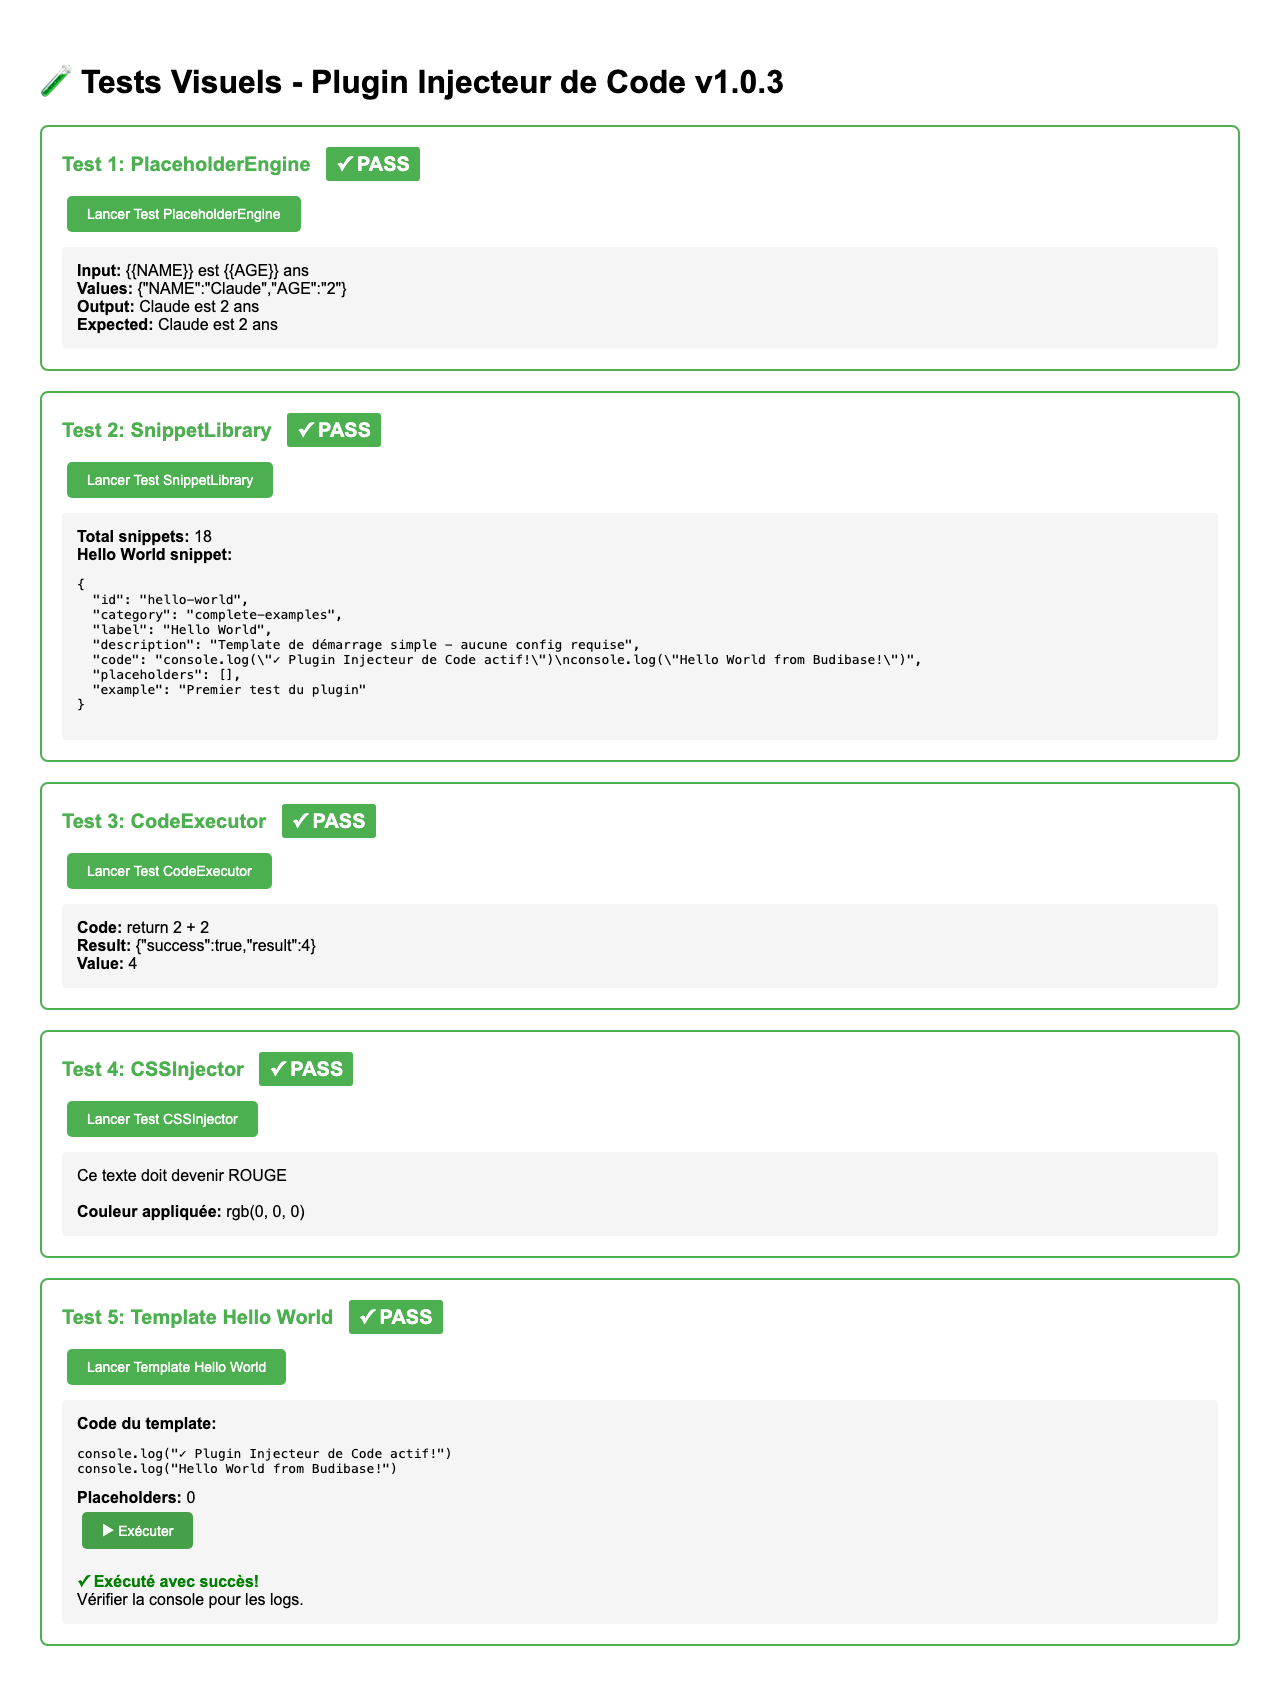 🧪 Tests Visuels - Plugin Injecteur de Code v1.0.3
Test 1: PlaceholderEngine ✓ PASS
Lancer Test PlaceholderEngine
Input: {{NAME}} est {{AGE}} ans
Values: {"NAME":"Claude","AGE":"2"}
Output: Claude est 2 ans
Expected: Claude est 2 ans
Test 2: SnippetLibrary ✓ PASS
Lancer Test SnippetLibrary
Total snippets: 18
Hello World snippet:
{
  "id": "hello-world",
  "category": "complete-examples",
  "label": "Hello World",
  "description": "Template de démarrage simple - aucune config requise",
  "code": "console.log(\"✓ Plugin Injecteur de Code actif!\")\nconsole.log(\"Hello World from Budibase!\")",
  "placeholders": [],
  "example": "Premier test du plugin"
}
Test 3: CodeExecutor ✓ PASS
Lancer Test CodeExecutor
Code: return 2 + 2
Result: {"success":true,"result":4}
Value: 4
Test 4: CSSInjector ✓ PASS
Lancer Test CSSInjector
Ce texte doit devenir ROUGE
Couleur appliquée: rgb(0, 0, 0)
Test 5: Template Hello World ✓ PASS
Lancer Template Hello World
Code du template:
console.log("✓ Plugin Injecteur de Code actif!")
console.log("Hello World from Budibase!")
Placeholders: 0
▶ Exécuter
✓ Exécuté avec succès!
Vérifier la console pour les logs.